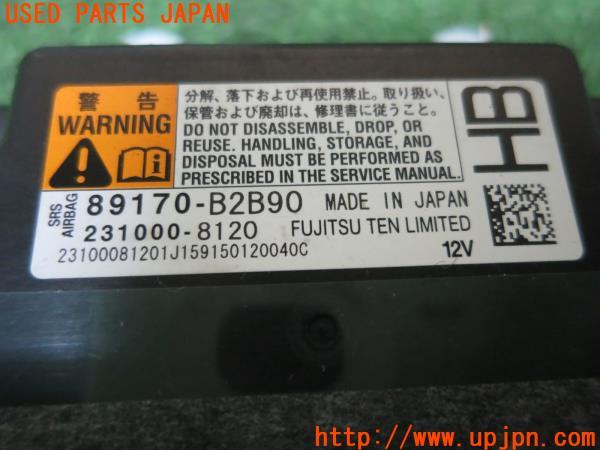 USED PARTS JAPAN
警告
WARNING
分解、落下および再使用禁止。取り扱い、
保管および廃却は、修理書に従うこと。
DO NOT DISASSEMBLE, DROP, OR
REUSE. HANDLING, STORAGE, AND
DISPOSAL MUST BE PERFORMED AS
PRESCRIBED IN THE SERVICE MANUAL.
HB
SRS
AIRBAG
89170-B2B90 MADE IN JAPAN
231000-8120 FUJITSU TEN LIMITED
23100081201J159150120040C 12V
http://www.upjpn.com